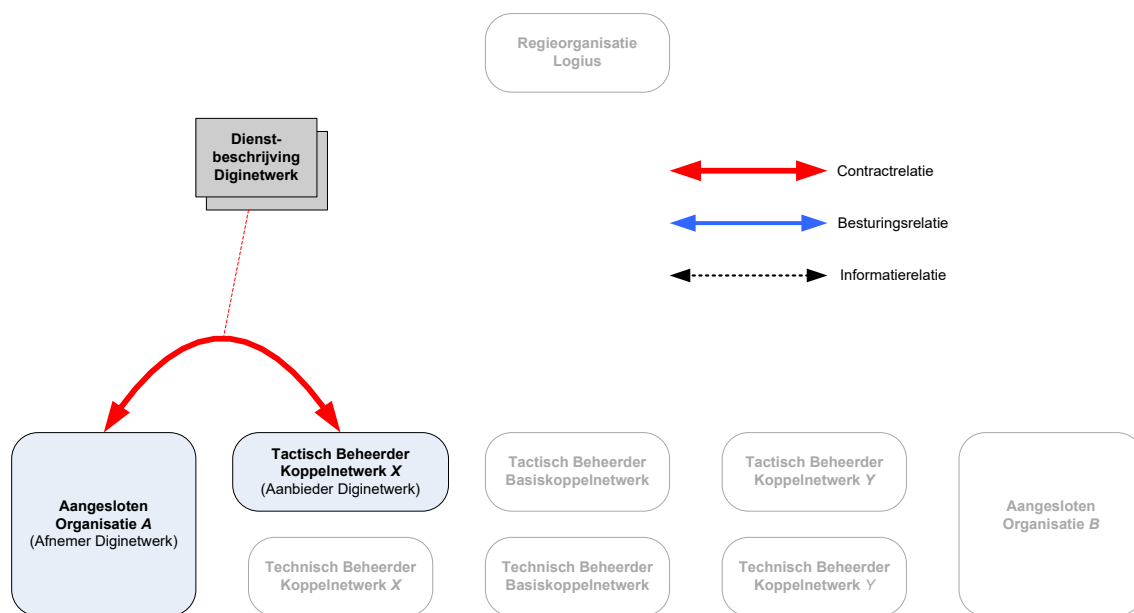 Regieorganisatie
Logius
Dienst-
beschrijving
Diginetwerk
Contractrelatie
Besturingsrelatie
Informatierelatie
Aangesloten
Organisatie A
(Afnemer Diginetwerk)
Tactisch Beheerder
Koppelnetwerk X
(Aanbieder Diginetwerk)
Tactisch Beheerder
Basiskoppelnetwerk
Tactisch Beheerder
Koppelnetwerk Y
Aangesloten
Organisatie B
Technisch Beheerder
Koppelnetwerk X
Technisch Beheerder
Basiskoppelnetwerk
Technisch Beheerder
Koppelnetwerk Y